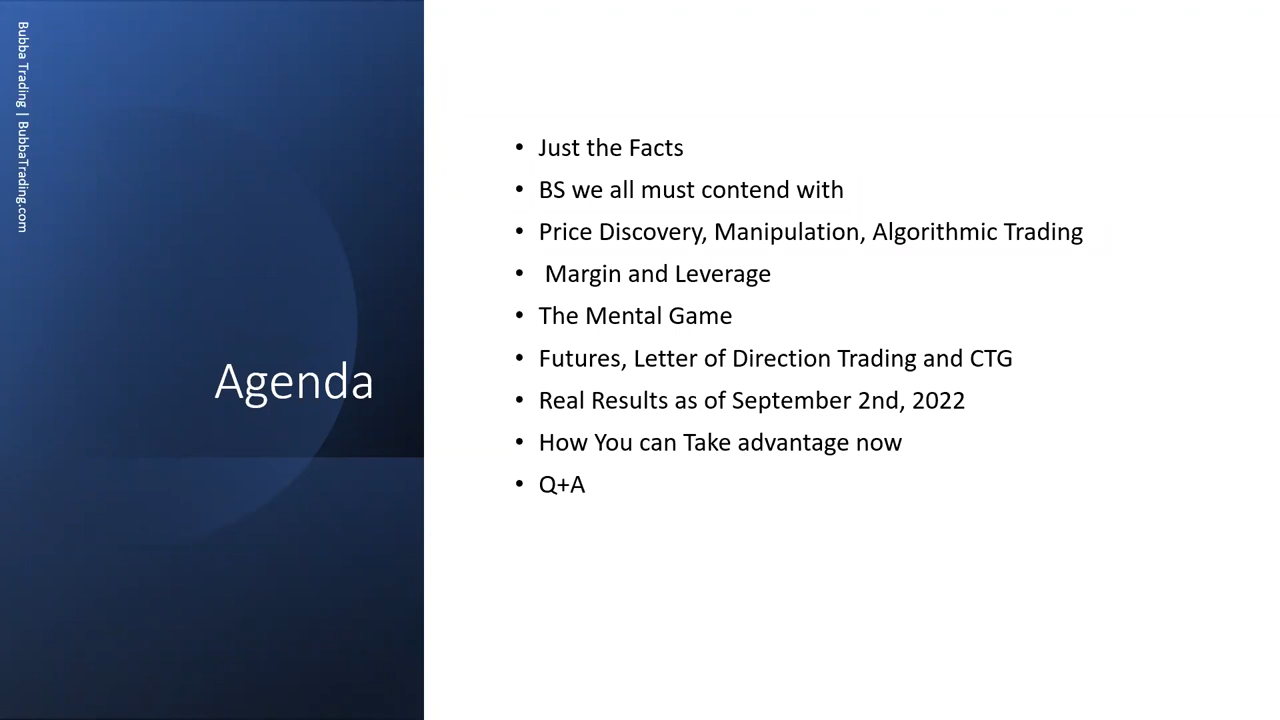 Bubba Trading | BubbaTrading.com
Agenda
• Just the Facts
• BS we all must contend with
• Price Discovery, Manipulation, Algorithmic Trading
• Margin and Leverage
• The Mental Game
• Futures, Letter of Direction Trading and CTG
• Real Results as of September 2nd, 2022
• How You can Take advantage now
• Q+A